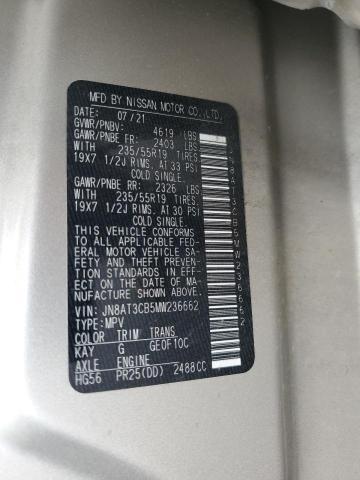 MFD BY NISSAN MOTOR CO.,LTD.
DATE: 07/21
GVWR/PNBV: 4619 LBS
GAWR/PNBE FR: 2403 LBS
WITH 235/55R19 TIRES,
19X7 1/2J RIMS, AT 33 PSI
COLD SINGLE
GAWR/PNBE RR: 2326 LBS
WITH 235/55R19 TIRES,
19X7 1/2J RIMS, AT 30 PSI
COLD SINGLE
THIS VEHICLE CONFORMS
TO ALL APPLICABLE FED-
ERAL MOTOR VEHICLE SA-
FETY AND THEFT PREV-
ENTION STANDARDS IN
EFFECT ON THE DATE OF MA-
NUFACTURE SHOWN ABOVE.
VIN: JN8AT3CB5MW236662
TYPE: MPV
COLOR TRIM TRANS
KAY G GE0F10C
AXLE ENGINE
HG56 PR25(DD) 2488CC
JN8AT3CB5MW236662